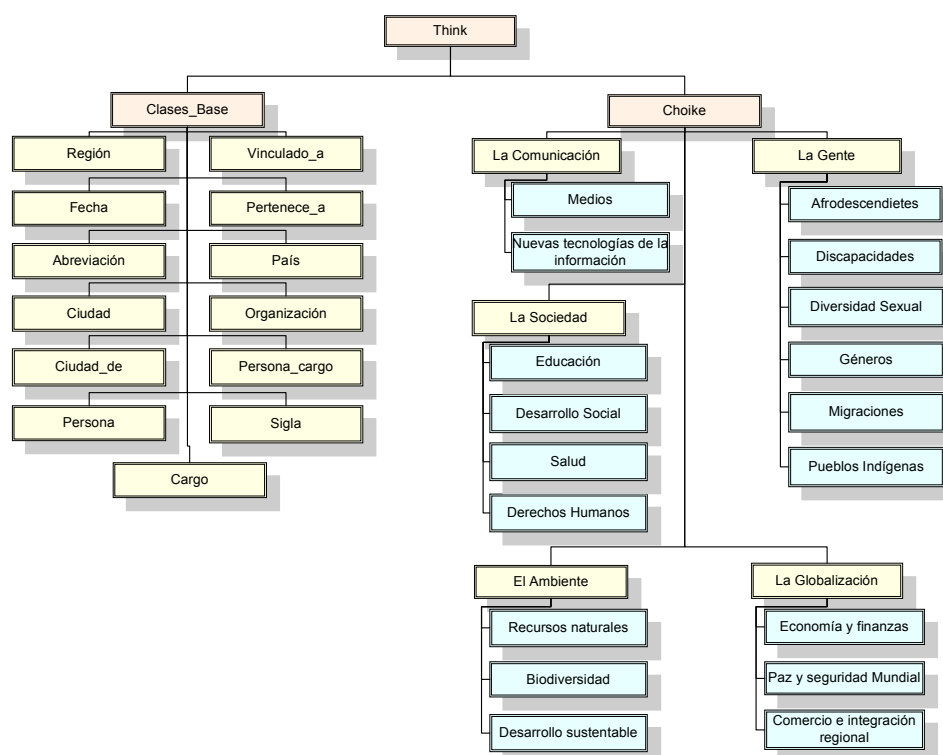 Think
Clases_Base
Región
Vinculado_a
Fecha
Pertenece_a
Abreviación
País
Ciudad
Organización
Ciudad_de
Persona_cargo
Persona
Sigla
Cargo
Choike
La Comunicación
Medios
Nuevas tecnologías de la
información
La Gente
Afrodescendietes
Discapacidades
Diversidad Sexual
Géneros
Migraciones
Pueblos Indígenas
La Sociedad
Educación
Desarrollo Social
Salud
Derechos Humanos
El Ambiente
Recursos naturales
Biodiversidad
Desarrollo sustentable
La Globalización
Economía y finanzas
Paz y seguridad Mundial
Comercio e integración
regional